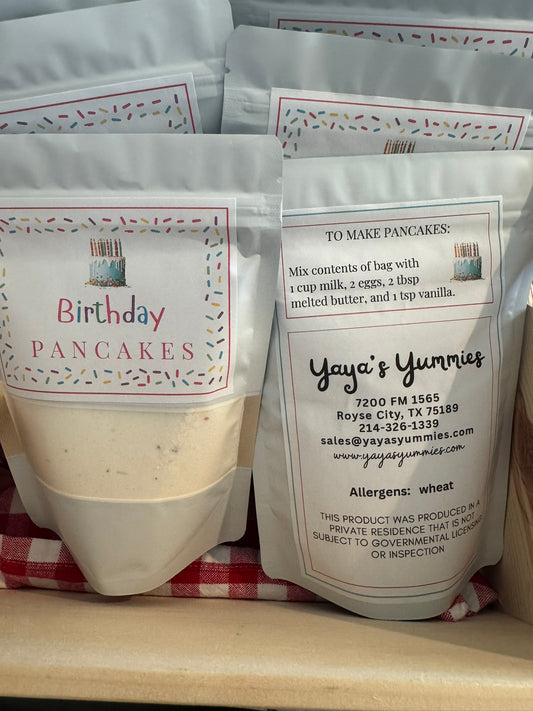 Birthday
PANCAKES
TO MAKE PANCAKES:
Mix contents of bag with
1 cup milk, 2 eggs, 2 tbsp
melted butter, and 1 tsp vanilla.
Yaya's Yummies
7200 FM 1565
Royse City, TX 75189
214-326-1339
sales@yayasyummies.com
www.yayasyummies.com
Allergens: wheat
THIS PRODUCT WAS PRODUCED IN A
PRIVATE RESIDENCE THAT IS NOT
SUBJECT TO GOVERNMENTAL LICENSING
OR INSPECTION